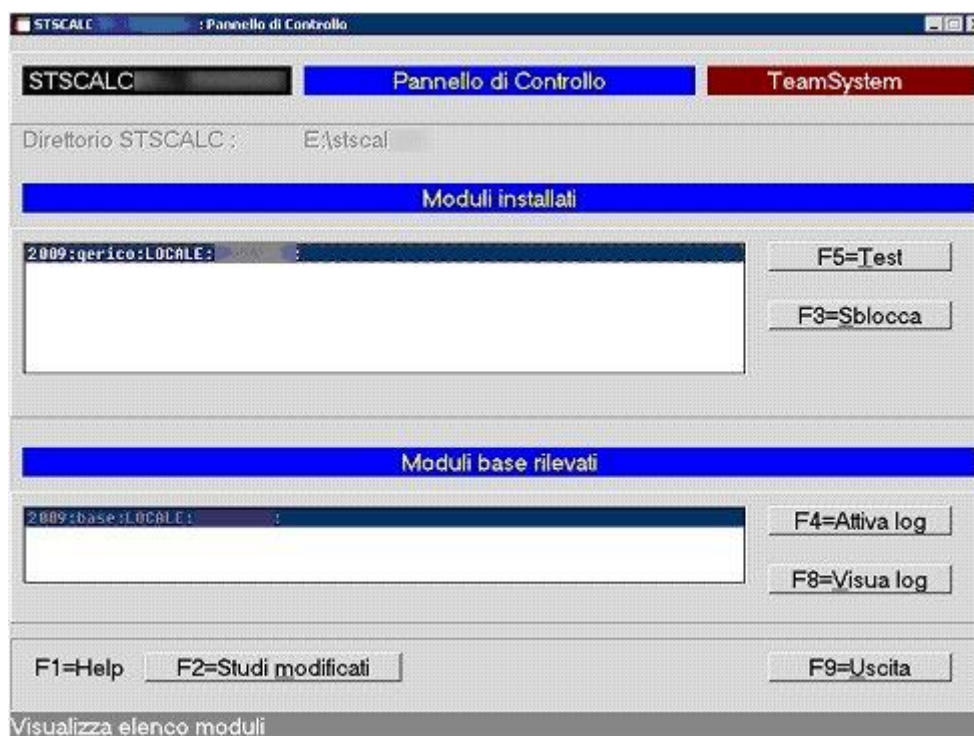 STSCALC : Pannello di Controllo
STSCALC Pannello di Controllo TeamSystem
Direttorio STSCALC : E:\stscal
Moduli installati
2009:gerico:LOCALE: :
F5=Test
F3=Sblocca
Moduli base rilevati
2009:base:LOCALE: :
F4=Attiva log
F8=Visua log
F1=Help F2=Studi modificati F9=Uscita
Visualizza elenco moduli